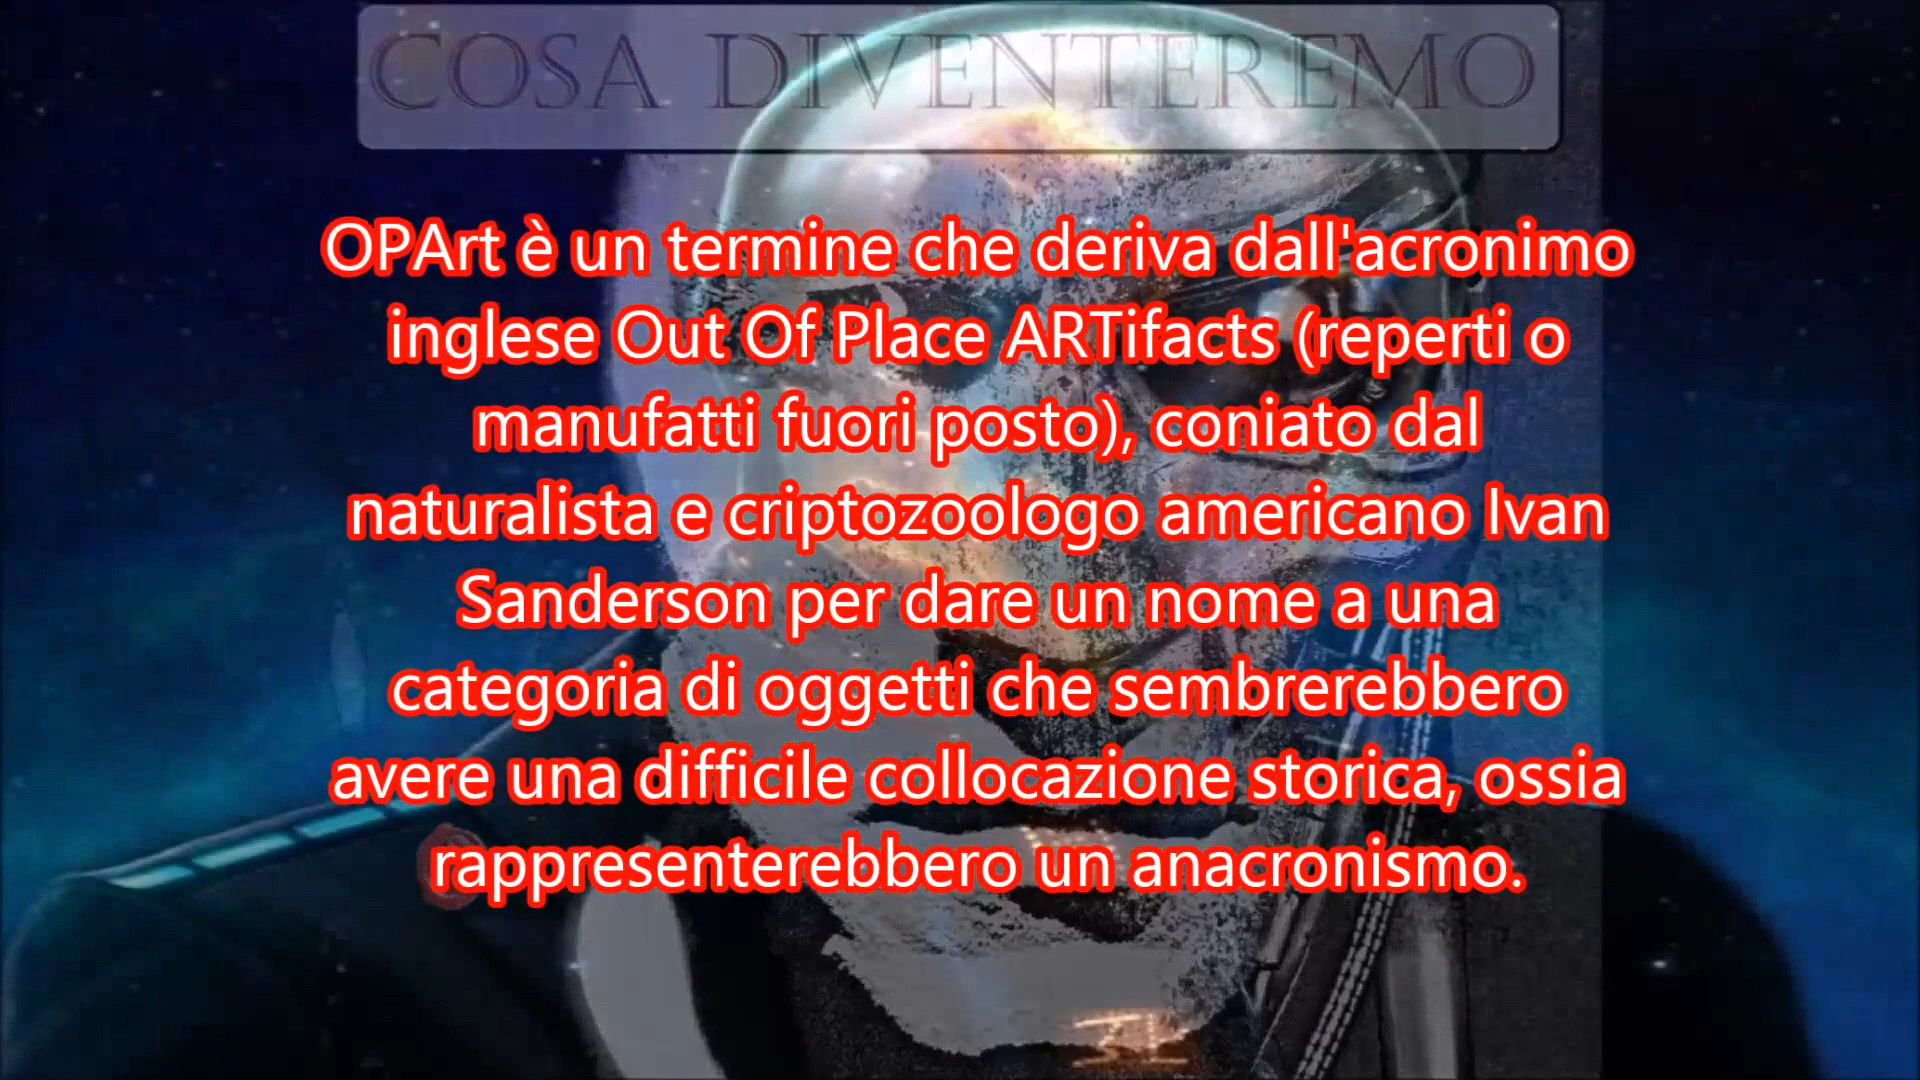 COSA DIVENTEREMO
OPArt è un termine che deriva dall'acronimo
inglese Out Of Place ARTifacts (reperti o
manufatti fuori posto), coniato dal
naturalista e criptozoologo americano Ivan
Sanderson per dare un nome a una
categoria di oggetti che sembrerebbero
avere una difficile collocazione storica, ossia
rappresenterebbero un anacronismo.